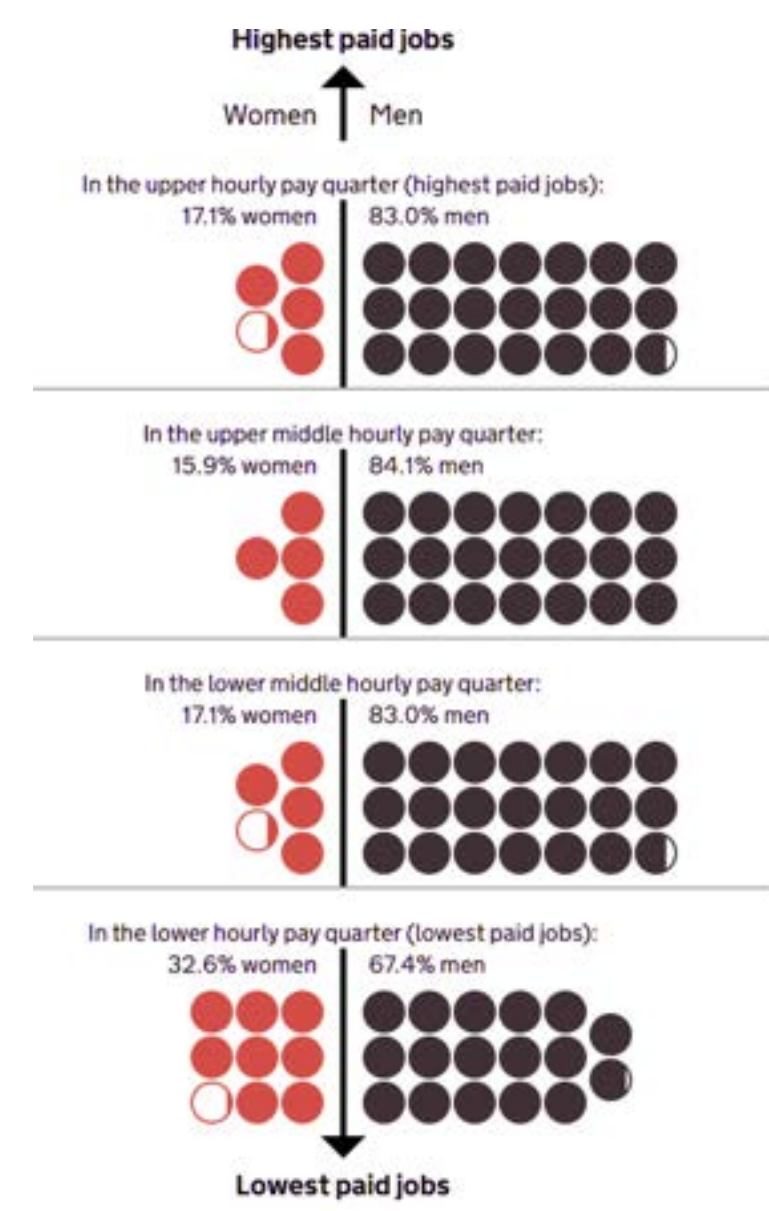 Highest paid jobs
Women Men
In the upper hourly pay quarter (highest paid jobs):
17.1% women 83.0% men
In the upper middle hourly pay quarter:
15.9% women 84.1% men
In the lower middle hourly pay quarter:
17.1% women 83.0% men
In the lower hourly pay quarter (lowest paid jobs):
32.6% women 67.4% men
Lowest paid jobs